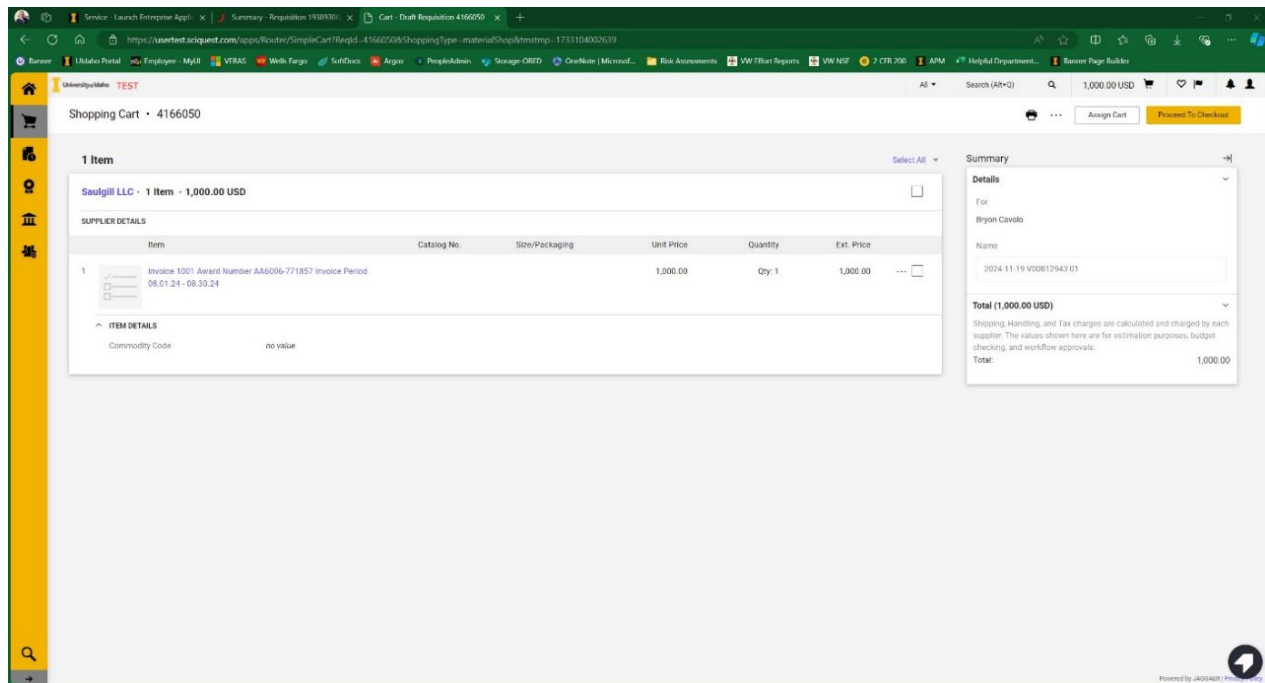 Service - Launch Enterprise Applic
Summary - Requisition 1938930
Cart - Draft Requisition 4166050
https://usertest.sciquest.com/apps/Router/SimpleCart?ReqId=4166050&ShoppingType=materialShop&tmstmp=1733104002639
Banner UIdaho Portal Employee - MyUI VERAS Wells Fargo SoftDocs Argos PeopleAdmin Storage-ORED OneNote | Microsof... Risk Assessments VW Effort Reports VW NSF 2 CFR 200 APM Helpful Department... Banner Page Builder
University of Idaho TEST All Search (Alt+Q) 1,000.00 USD
Shopping Cart • 4166050 ... Assign Cart Proceed To Checkout
1 Item Select All
Saulgill LLC · 1 Item · 1,000.00 USD
SUPPLIER DETAILS
Item Catalog No. Size/Packaging Unit Price Quantity Ext. Price
1 Invoice 1001 Award Number AA6006-771857 Invoice Period 1,000.00 Qty: 1 1,000.00 ...
08.01.24 - 08.30.24
ITEM DETAILS
Commodity Code no value
Summary
Details
For
Bryon Cavolo
Name
2024-11-19 V00812943 01
Total (1,000.00 USD)
Shipping, Handling, and Tax charges are calculated and charged by each
supplier. The values shown here are for estimation purposes, budget
checking, and workflow approvals.
Total: 1,000.00
Powered by JAGGAER | Privacy Policy